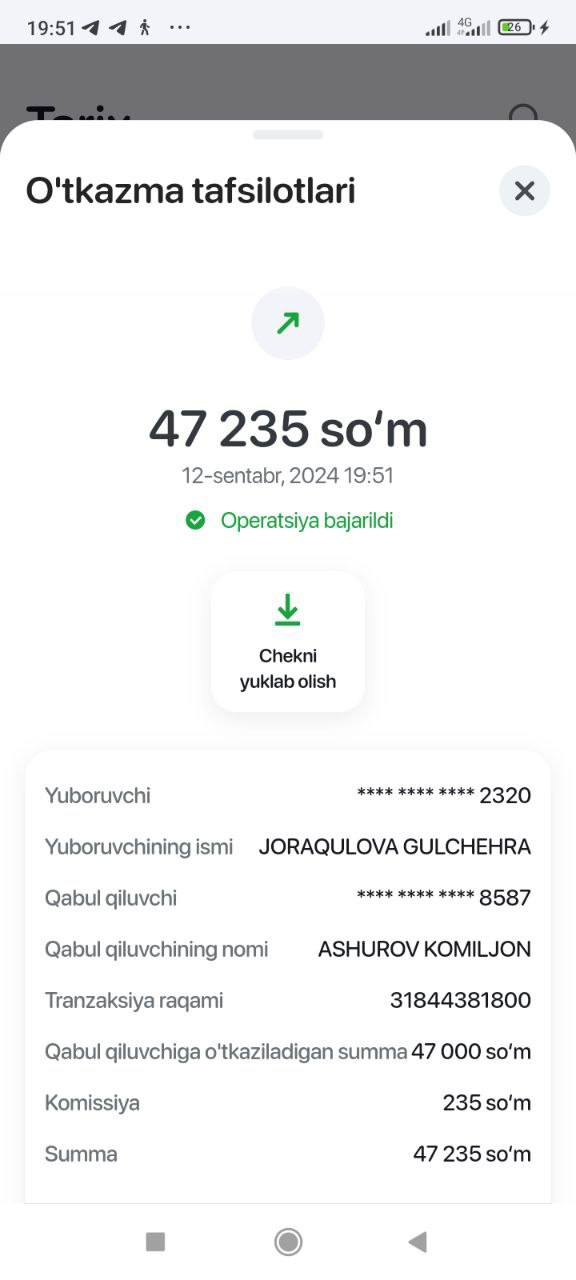 19:51
4G
26
Tarix
O'tkazma tafsilotlari
47 235 so‘m
12-sentabr, 2024 19:51
Operatsiya bajarildi
Chekni
yuklab olish
Yuboruvchi **** **** **** 2320
Yuboruvchining ismi JORAQULOVA GULCHEHRA
Qabul qiluvchi **** **** **** 8587
Qabul qiluvchining nomi ASHUROV KOMILJON
Tranzaksiya raqami 31844381800
Qabul qiluvchiga o'tkaziladigan summa 47 000 so‘m
Komissiya 235 so‘m
Summa 47 235 so‘m